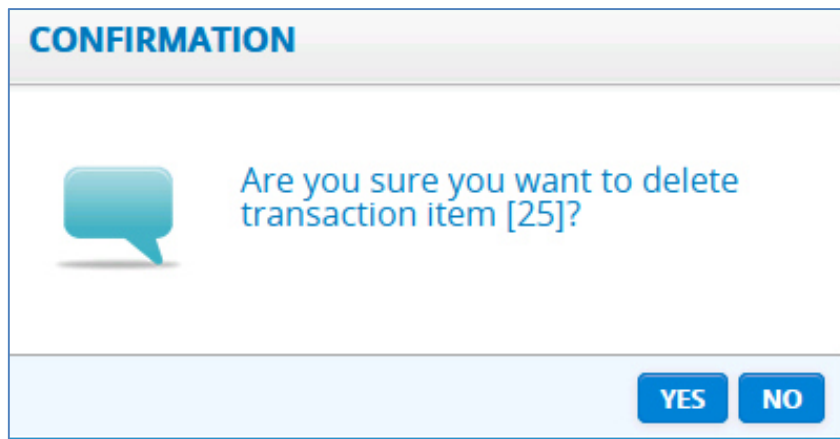 CONFIRMATION
Are you sure you want to delete
transaction item [25]?
YES NO